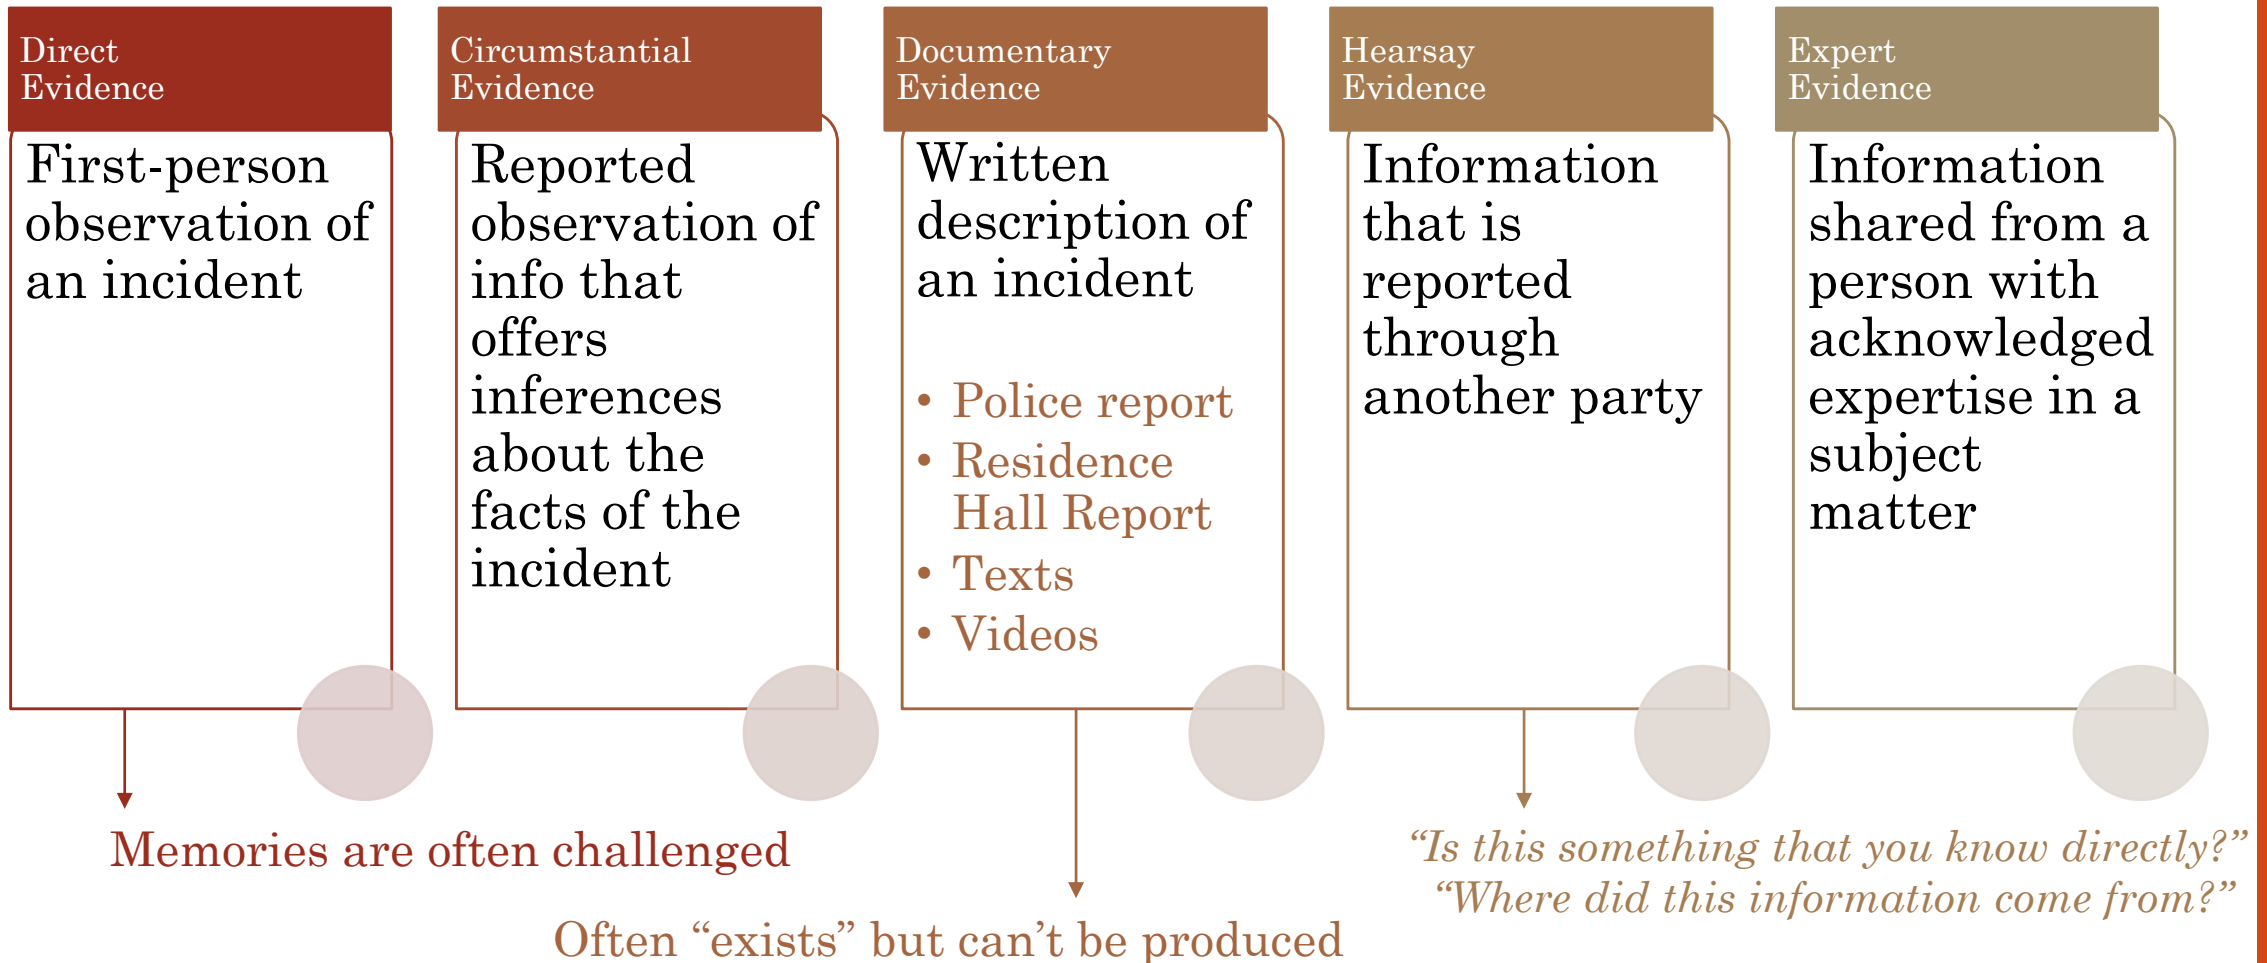 Direct
Evidence
First-person
observation of
an incident
Memories are often challenged
Circumstantial
Evidence
Reported
observation of
info that
offers
inferences
about the
facts of the
incident
Documentary
Evidence
Written
description of
an incident
• Police report
• Residence
Hall Report
• Texts
• Videos
Often “exists” but can’t be produced
Hearsay
Evidence
Information
that is
reported
through
another party
“Is this something that you know directly?”
“Where did this information come from?”
Expert
Evidence
Information
shared from a
person with
acknowledged
expertise in a
subject
matter